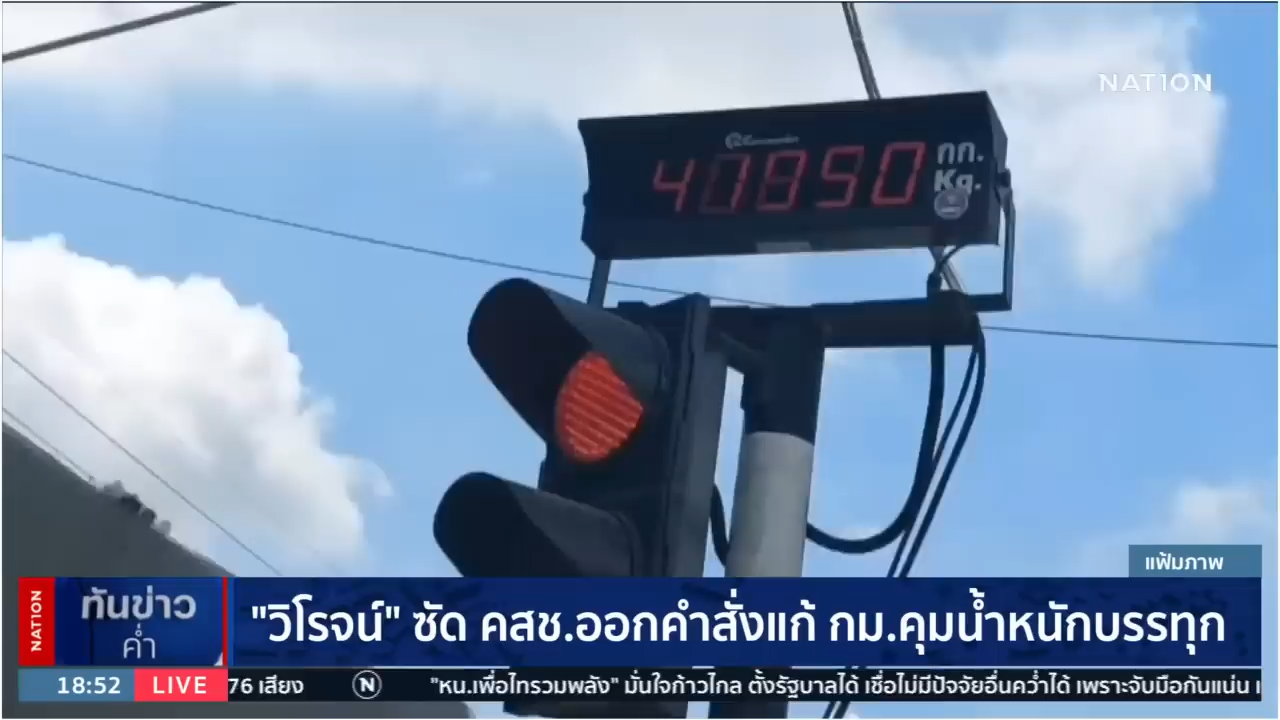 NATION
40850
กก.
Kg.
แฟ้มภาพ
NATION
ทันข่าว
ค่ำ
"วิโรจน์" ซัด คสช.ออกคำสั่งแก้ กม.คุมน้ำหนักบรรทุก
18:52 LIVE 76 เสียง N "หน.เพื่อไทรวมพลัง" มั่นใจก้าวไกล ตั้งรัฐบาลได้ เชื่อไม่มีปัจจัยอื่นคว่ำได้ เพราะจับมือกันแน่น